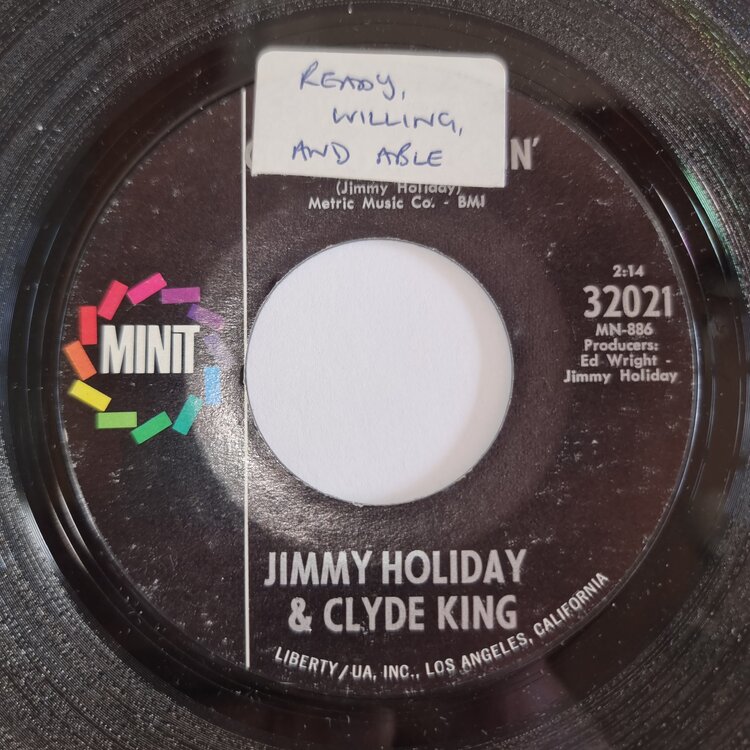 READY,
WILLING,
AND ABLE
IN'
(Jimmy Holiday)
Metric Music Co. - BMI
2:14
32021
MN-886
Producers:
Ed Wright -
Jimmy Holiday
MINIT
JIMMY HOLIDAY
& CLYDE KING
LIBERTY/UA, INC., LOS ANGELES, CALIFORNIA